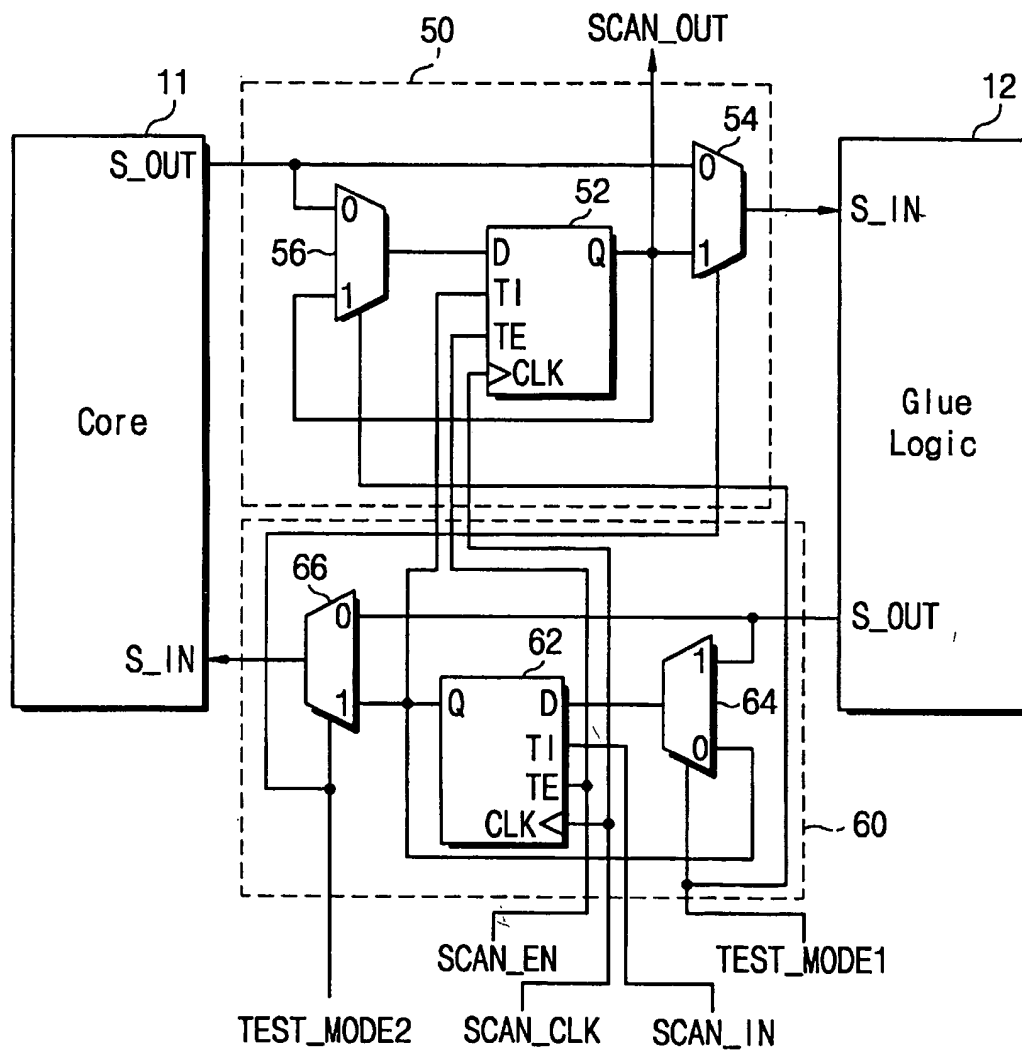 SCAN_OUT
50
11
12
54
S_OUT
0
0
52
S_IN
56
D
Q
1
1
TI
TE
CLK
Core
Glue
Logic
66
0
S_OUT
62
1
S_IN
64
1
Q
D
0
TI
TE
CLK
60
SCAN_EN
TEST_MODE1
TEST_MODE2
SCAN_CLK
SCAN_IN